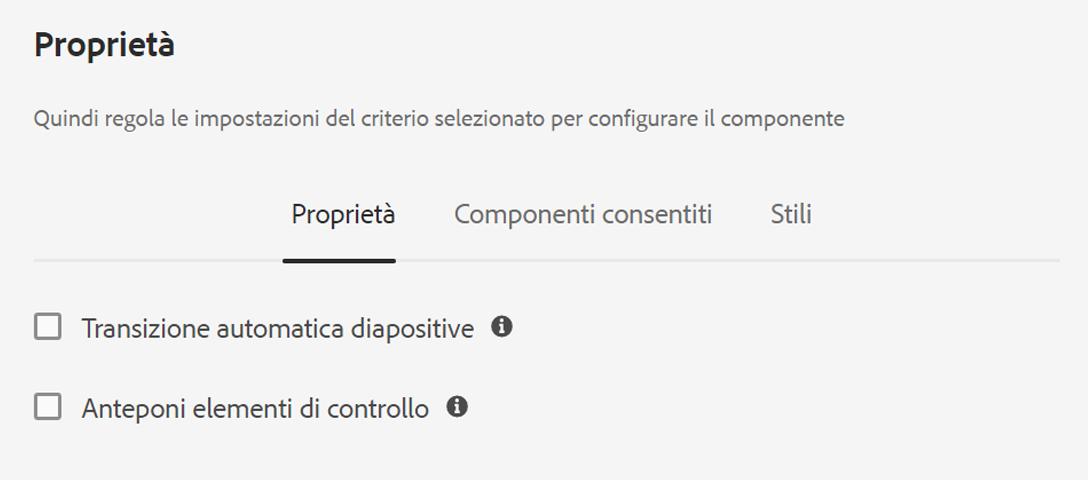 Proprietà
Quindi regola le impostazioni del criterio selezionato per configurare il componente
Proprietà Componenti consentiti Stili
Transizione automatica diapositive
Anteponi elementi di controllo